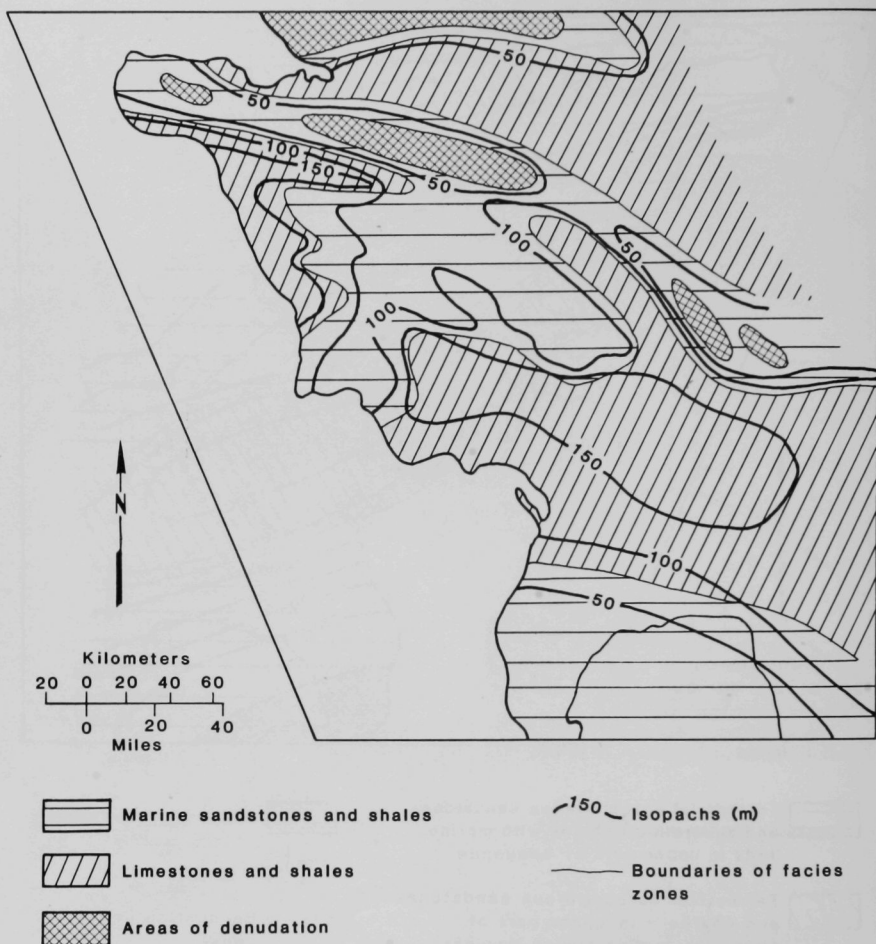 50
50
100
150
50
100
50
100
150
100
50
N
Kilometers
20 0 20 40 60
0 20 40
Miles
Marine sandstones and shales
Limestones and shales
Areas of denudation
150 Isopachs (m)
Boundaries of facies
zones